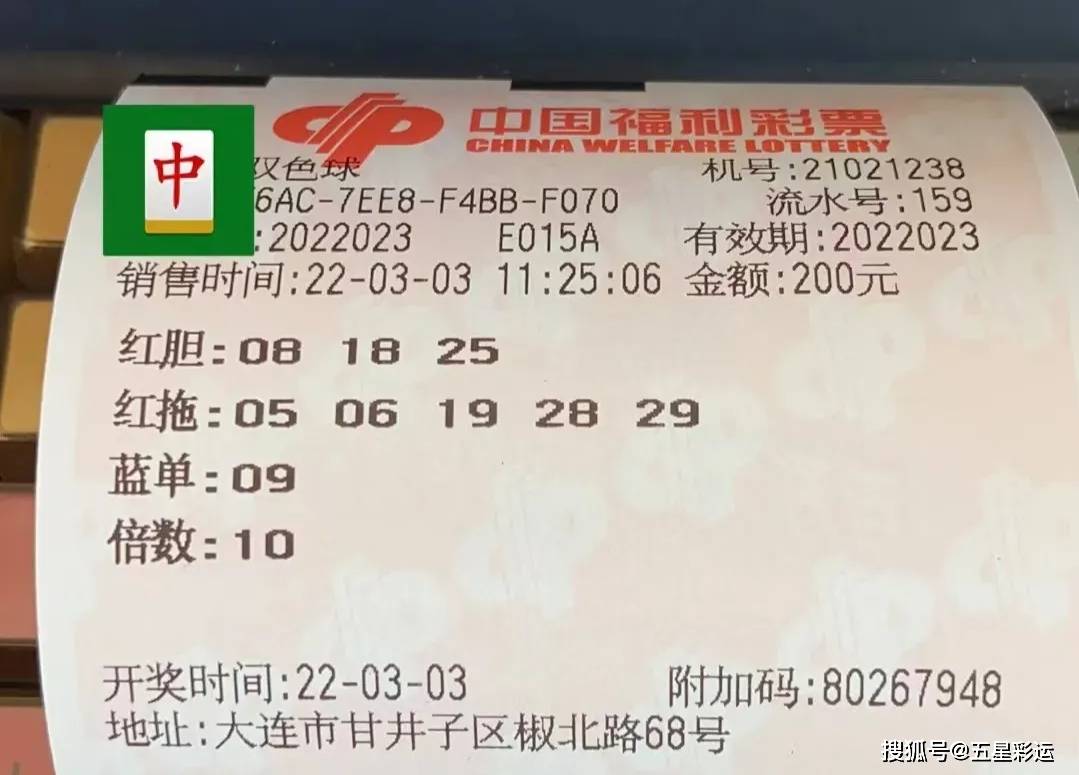 中国福利彩票
CHINA WELFARE LOTTERY
中
双色球 机号:21021238
6AC-7EE8-F4BB-F070 流水号:159
:2022023 E015A 有效期:2022023
销售时间:22-03-03 11:25:06 金额:200元
红胆:08 18 25
红拖:05 06 19 28 29
蓝单:09
倍数:10
开奖时间:22-03-03 附加码:80267948
地址:大连市甘井子区椒北路68号
搜狐号@五星彩运